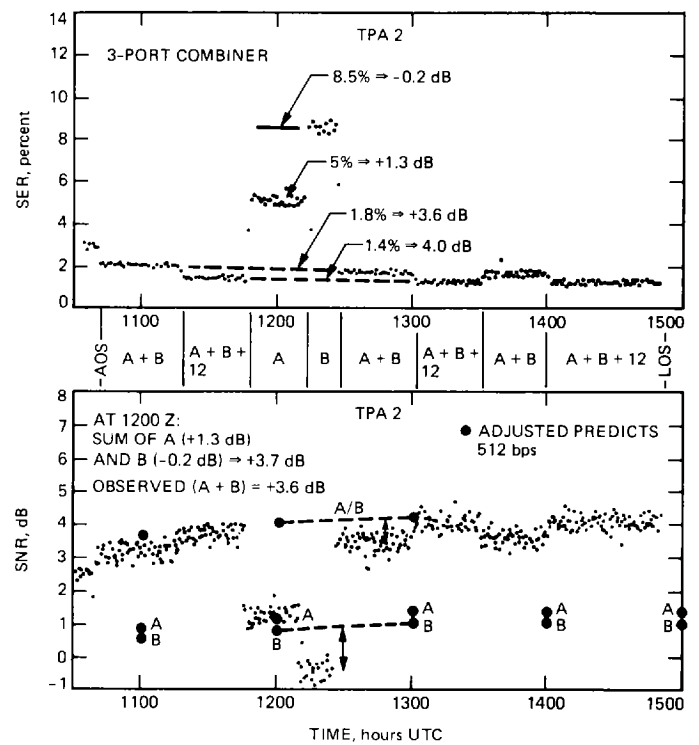 TPA 2
3-PORT COMBINER
8.5% ⇒ -0.2 dB
5% ⇒ +1.3 dB
1.8% ⇒ +3.6 dB
1.4% ⇒ 4.0 dB
SER, percent
14
12
10
8
6
4
2
0
1100
1200
1300
1400
1500
AOS
A + B
A + B +
12
A
B
A + B
A + B +
12
A + B
A + B + 12
LOS
TPA 2
AT 1200 Z:
SUM OF A (+1.3 dB)
AND B (-0.2 dB) ⇒ +3.7 dB
OBSERVED (A + B) = +3.6 dB
● ADJUSTED PREDICTS
512 bps
SNR, dB
8
7
6
5
4
3
2
1
0
-1
A/B
A
B
A
B
A
B
A
B
A
B
1100
1200
1300
1400
1500
TIME, hours UTC